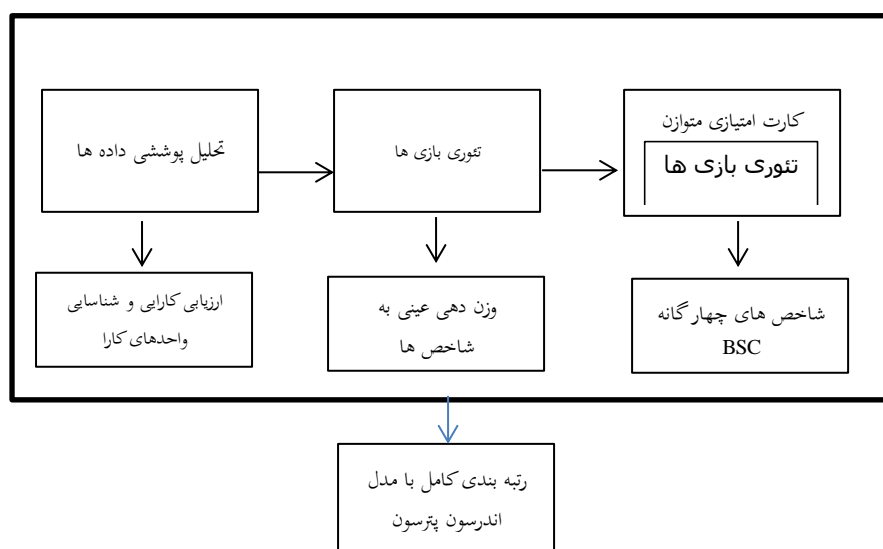 کارت امتیازی متوازن
تئوری بازی ها
تئوری بازی ها
تحلیل پوششی داده ها
شاخص های چهارگانه
BSC
وزن دهی عینی به
شاخص ها
ارزیابی کارایی و شناسایی
واحدهای کارا
رتبه بندی کامل با مدل
اندرسون پترسون